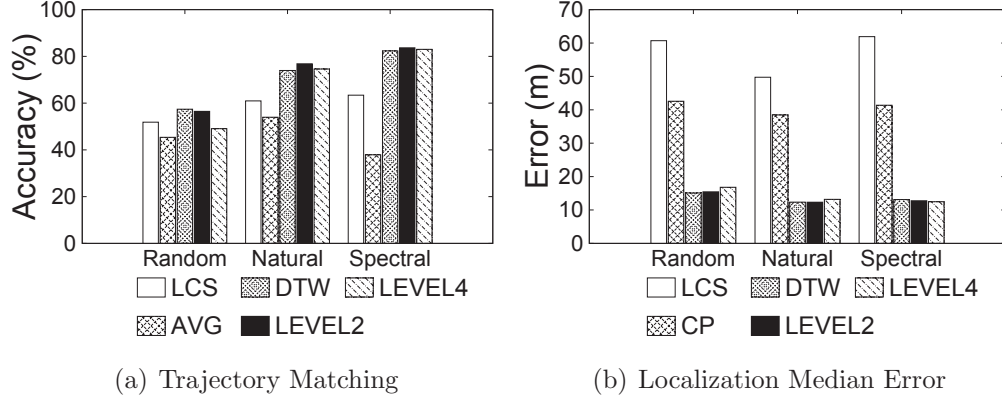 Accuracy (%)
100
80
60
40
20
0
Random Natural Spectral
LCS DTW LEVEL4
AVG LEVEL2
(a) Trajectory Matching
Error (m)
70
60
50
40
30
20
10
0
Random Natural Spectral
LCS DTW LEVEL4
CP LEVEL2
(b) Localization Median Error